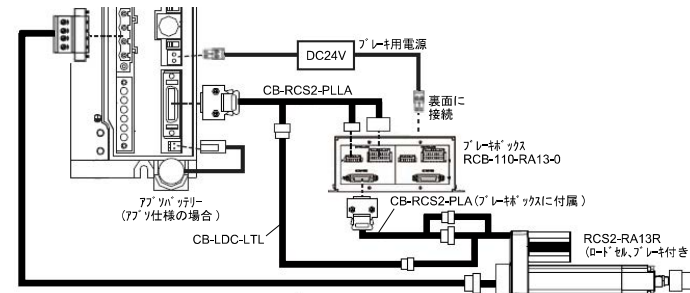 ブレーキ用電源
DC24V
CB-RCS2-PLLA
裏面に
接続
ブレーキボックス
RCB-110-RA13-0
CB-RCS2-PLA(ブレーキボックスに付属)
アブソバッテリー
(アブソ仕様の場合)
CB-LDC-LTL
RCS2-RA13R
(ロードセル、ブレーキ付き